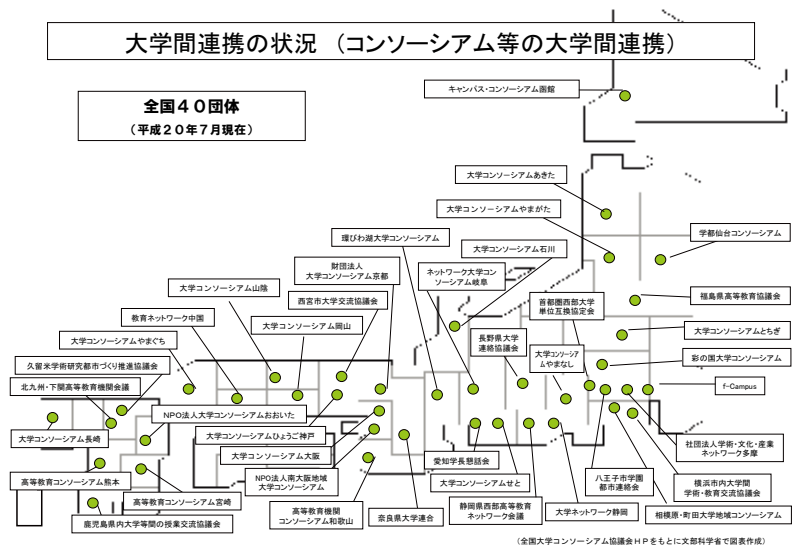 大学間連携の状況 （コンソーシアム等の大学間連携）
全国４０団体
（平成２０年７月現在）
キャンパス・コンソーシアム函館
大学コンソーシアムあきた
大学コンソーシアムやまがた
学都仙台コンソーシアム
環びわ湖大学コンソーシアム
大学コンソーシアム石川
財団法人
大学コンソーシアム京都
ネットワーク大学コン
ソーシアム岐阜
大学コンソーシアム山陰
西宮市大学交流協議会
首都圏西部大学
単位互換協定会
福島県高等教育協議会
教育ネットワーク中国
大学コンソーシアム岡山
長野県大学
連絡協議会
大学コンソーシアムとちぎ
大学コンソーシアムやまぐち
大学コンソーシア
ムやまなし
彩の国大学コンソーシアム
久留米学術研究都市づくり推進協議会
北九州・下関高等教育機関会議
f-Campus
NPO法人大学コンソーシアムおおいた
大学コンソーシアム長崎
大学コンソーシアムひょうご神戸
社団法人学術・文化・産業
ネットワーク多摩
大学コンソーシアム大阪
愛知学長懇話会
高等教育コンソーシアム熊本
NPO法人南大阪地域
大学コンソーシアム
大学コンソーシアムせと
八王子市学園
都市連絡会
横浜市内大学間
学術・教育交流協議会
高等教育コンソーシアム宮崎
高等教育機関
コンソーシアム和歌山
奈良県大学連合
静岡県西部高等教育
ネットワーク会議
大学ネットワーク静岡
相模原・町田大学地域コンソーシアム
鹿児島県内大学等間の授業交流協議会
（全国大学コンソーシアム協議会ＨＰをもとに文部科学省で図表作成）